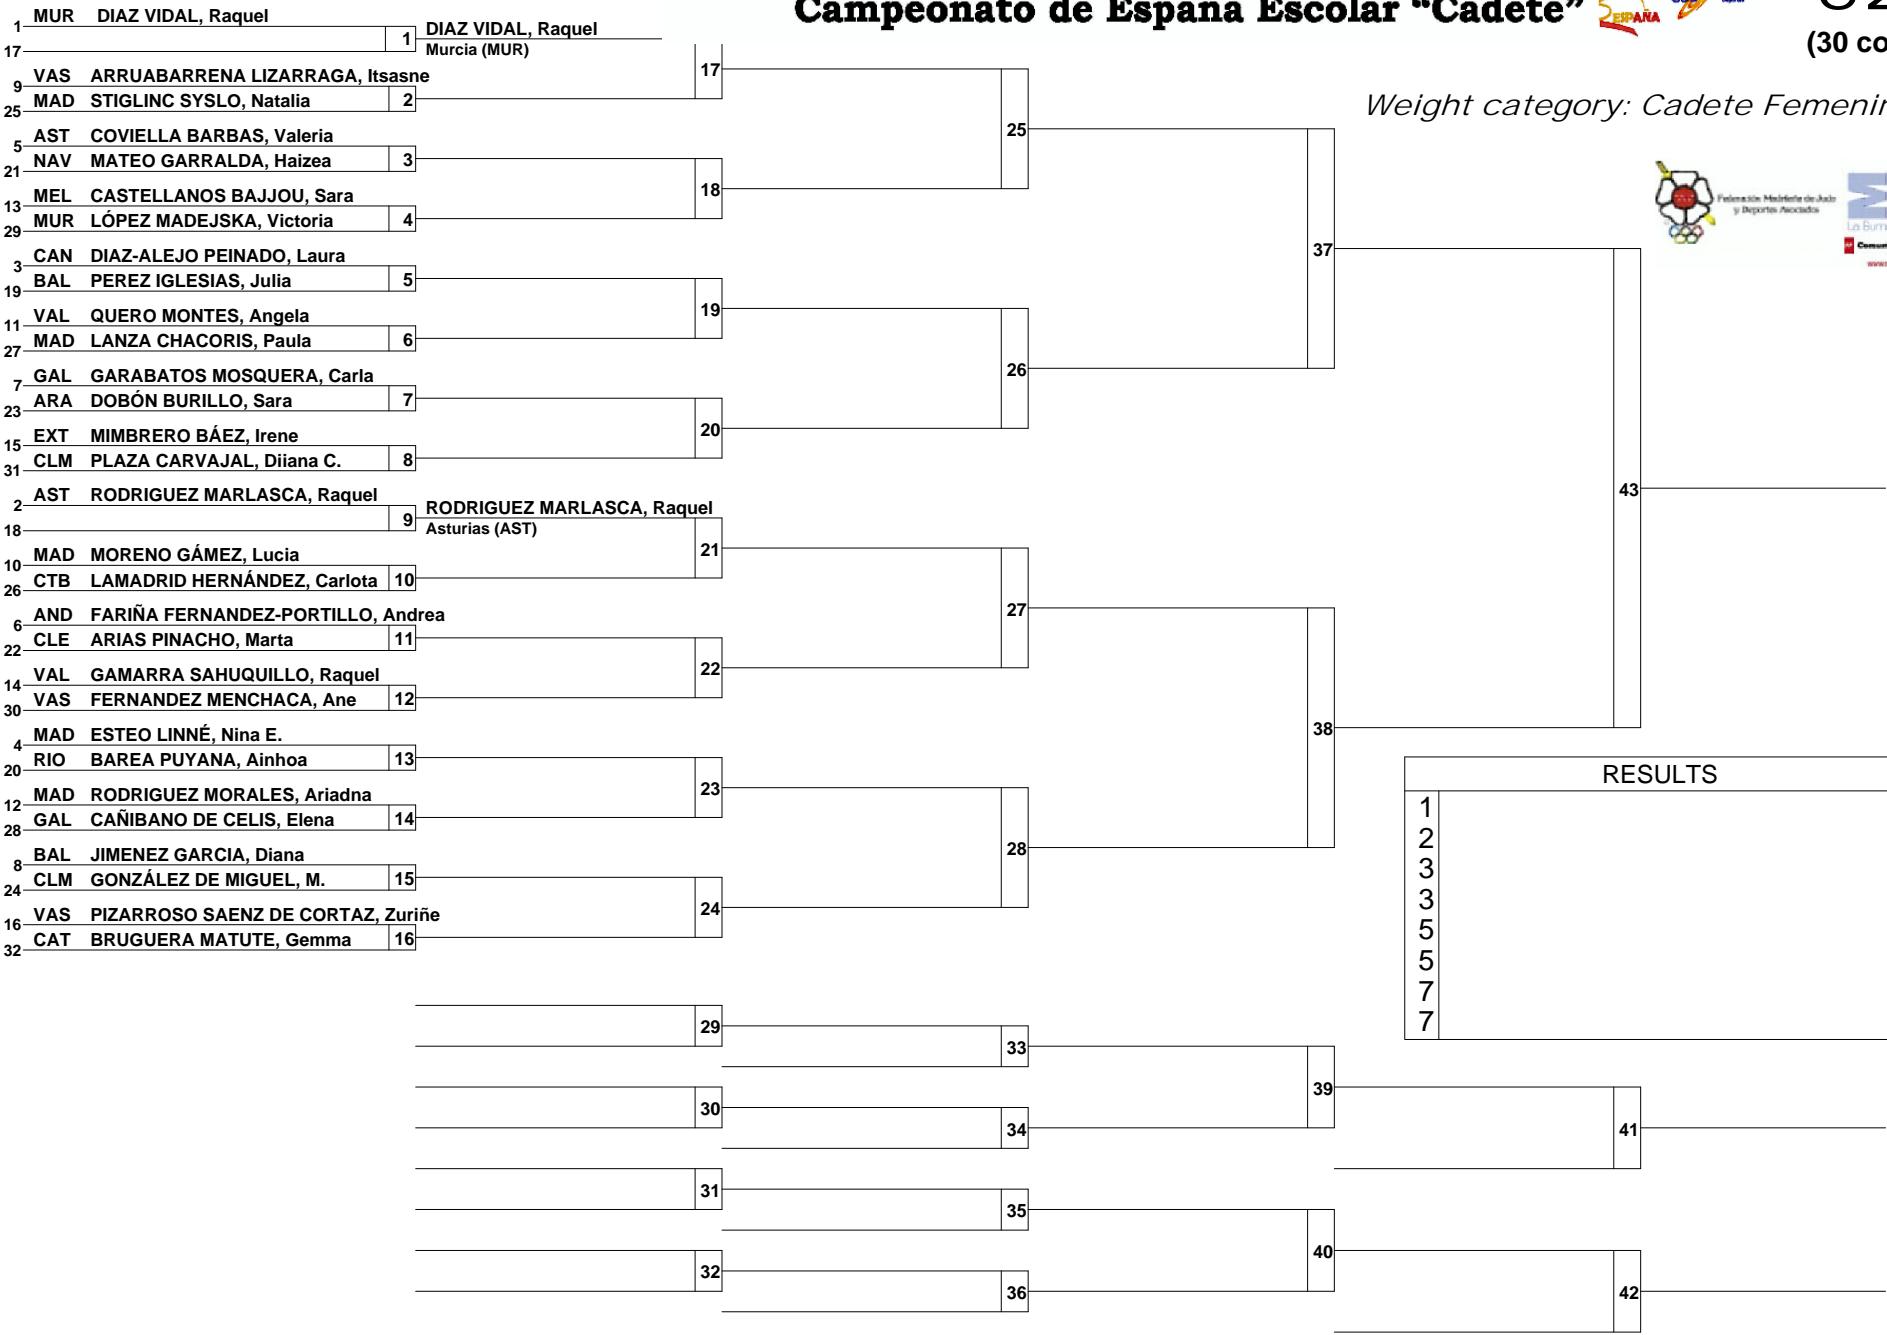 Campeonato de España Escolar “Cadete”
ESPAÑA
(30 co
Weight category: Cadete Femenin
Federación Madrileña de Judo
y Deportes Asociados
1 MUR DIAZ VIDAL, Raquel
17
1 DIAZ VIDAL, Raquel
Murcia (MUR)
9 VAS ARRUABARRENA LIZARRAGA, Itsasne
25 MAD STIGLINC SYSLO, Natalia 2
5 AST COVIELLA BARBAS, Valeria
21 NAV MATEO GARRALDA, Haizea 3
13 MEL CASTELLANOS BAJJOU, Sara
29 MUR LÓPEZ MADEJSKA, Victoria 4
3 CAN DIAZ-ALEJO PEINADO, Laura
19 BAL PEREZ IGLESIAS, Julia 5
11 VAL QUERO MONTES, Angela
27 MAD LANZA CHACORIS, Paula 6
7 GAL GARABATOS MOSQUERA, Carla
23 ARA DOBÓN BURILLO, Sara 7
15 EXT MIMBRERO BÁEZ, Irene
31 CLM PLAZA CARVAJAL, Diiana C. 8
2 AST RODRIGUEZ MARLASCA, Raquel
18
9 RODRIGUEZ MARLASCA, Raquel
Asturias (AST)
10 MAD MORENO GÁMEZ, Lucia
26 CTB LAMADRID HERNÁNDEZ, Carlota 10
6 AND FARIÑA FERNANDEZ-PORTILLO, Andrea
22 CLE ARIAS PINACHO, Marta 11
14 VAL GAMARRA SAHUQUILLO, Raquel
30 VAS FERNANDEZ MENCHACA, Ane 12
4 MAD ESTEO LINNÉ, Nina E.
20 RIO BAREA PUYANA, Ainhoa 13
12 MAD RODRIGUEZ MORALES, Ariadna
28 GAL CAÑIBANO DE CELIS, Elena 14
8 BAL JIMENEZ GARCIA, Diana
24 CLM GONZÁLEZ DE MIGUEL, M. 15
16 VAS PIZARROSO SAENZ DE CORTAZ, Zuriñe
32 CAT BRUGUERA MATUTE, Gemma 16
17
18
19
20
21
22
23
24
25
26
27
28
37
38
43
RESULTS
1
2
3
3
5
5
7
7
29
30
31
32
33
34
35
36
39
40
41
42